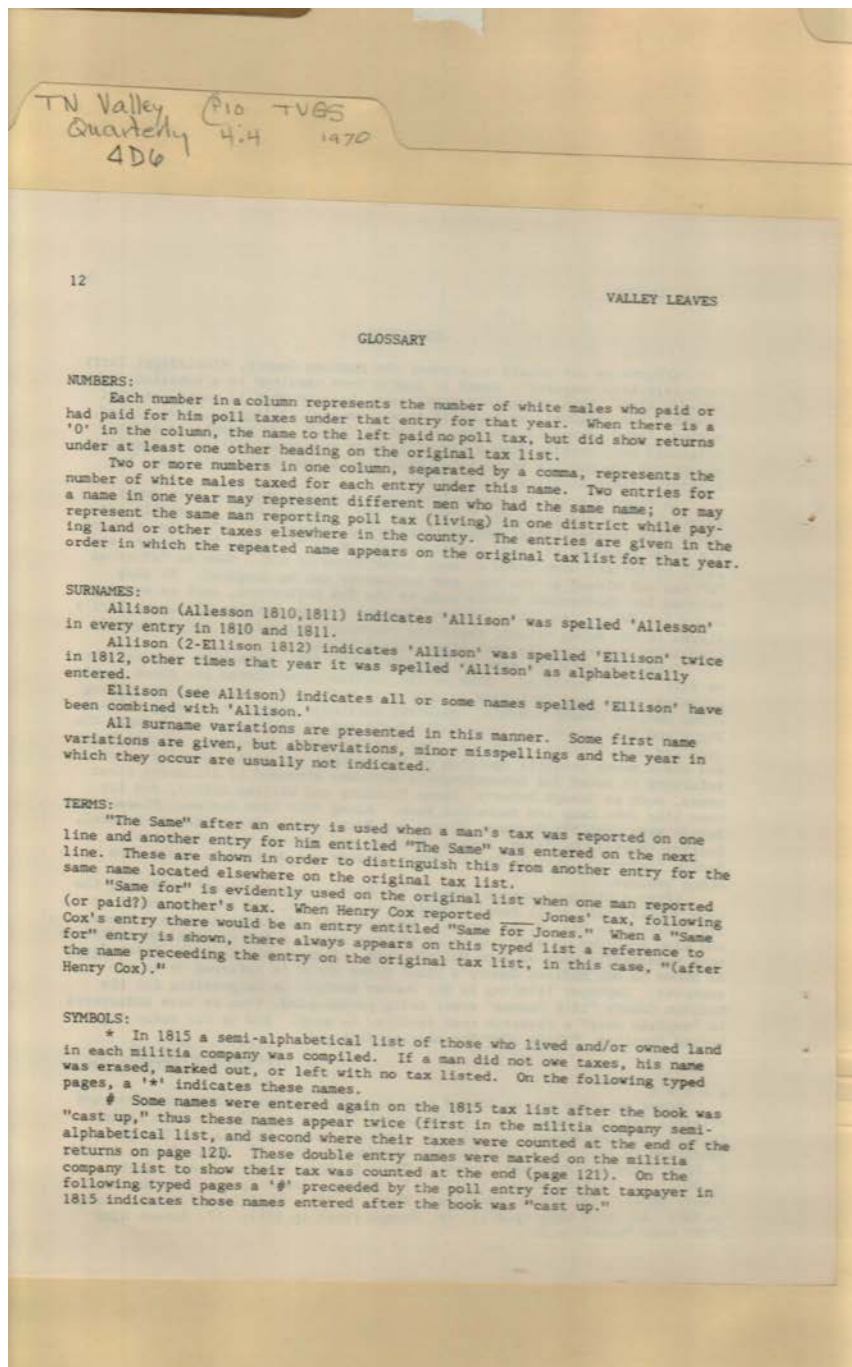 TN Valley P10 TVGS
Quarterly 4:4 1970
4D6
12
VALLEY LEAVES
GLOSSARY
NUMBERS:
Each number in a column represents the number of white males who paid or
had paid for him poll taxes under that entry for that year. When there is a
'0' in the column, the name to the left paid no poll tax, but did show returns
under at least one other heading on the original tax list.
Two or more numbers in one column, separated by a comma, represents the
number of white males taxed for each entry under this name. Two entries for
a name in one year may represent different men who had the same name; or may
represent the same man reporting poll tax (living) in one district while pay-
ing land or other taxes elsewhere in the county. The entries are given in the
order in which the repeated name appears on the original tax list for that year.
SURNAMES:
Allison (Allesson 1810,1811) indicates 'Allison' was spelled 'Allesson'
in every entry in 1810 and 1811.
Allison (2-Ellison 1812) indicates 'Allison' was spelled 'Ellison' twice
in 1812, other times that year it was spelled 'Allison' as alphabetically
entered.
Ellison (see Allison) indicates all or some names spelled 'Ellison' have
been combined with 'Allison.'
All surname variations are presented in this manner. Some first name
variations are given, but abbreviations, minor misspellings and the year in
which they occur are usually not indicated.
TERMS:
"The Same" after an entry is used when a man's tax was reported on one
line and another entry for him entitled "The Same" was entered on the next
line. These are shown in order to distinguish this from another entry for the
same name located elsewhere on the original tax list.
"Same for" is evidently used on the original list when one man reported
(or paid?) another's tax. When Henry Cox reported ____ Jones' tax, following
Cox's entry there would be an entry entitled "Same for Jones." When a "Same
for" entry is shown, there always appears on this typed list a reference to
the name preceeding the entry on the original tax list, in this case, "(after
Henry Cox)."
SYMBOLS:
* In 1815 a semi-alphabetical list of those who lived and/or owned land
in each militia company was compiled. If a man did not owe taxes, his name
was erased, marked out, or left with no tax listed. On the following typed
pages, a '*' indicates these names.
# Some names were entered again on the 1815 tax list after the book was
"cast up," thus these names appear twice (first in the militia company semi-
alphabetical list, and second where their taxes were counted at the end of the
returns on page 121). These double entry names were marked on the militia
company list to show their tax was counted at the end (page 121). On the
following typed pages a '#' preceeded by the poll entry for that taxpayer in
1815 indicates those names entered after the book was "cast up."